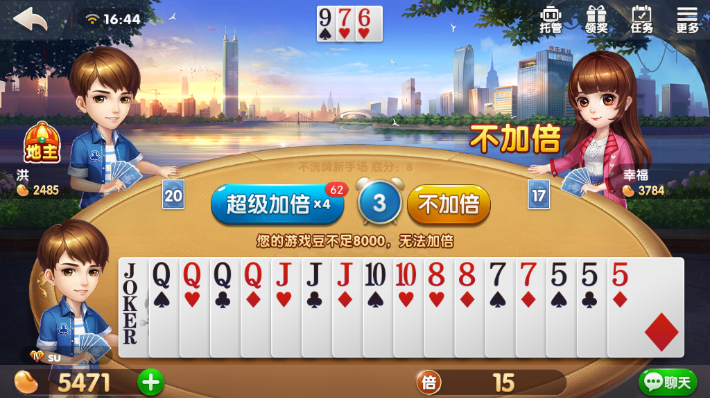 16:44
9 7 6
托管 领奖 任务 更多
不加倍
地主
洪
2485
幸福
3784
不洗牌新手场 底分：8
20
超级加倍×4
62
3
不加倍
17
您的游戏豆不足8000，无法加倍
JOKER Q Q Q Q J J J 10 10 8 8 7 7 5 5 5
su
5471
倍 15
聊天